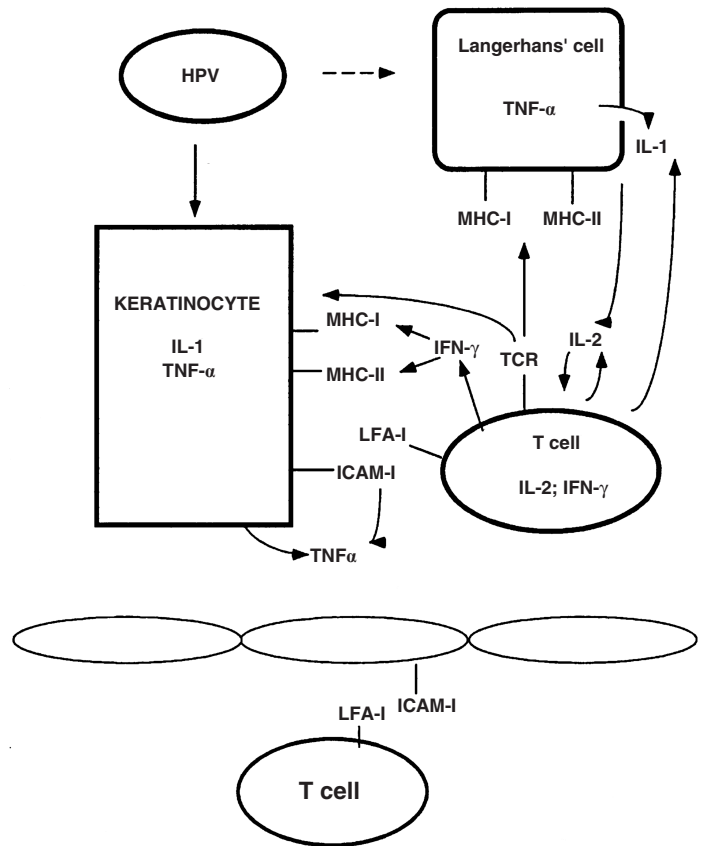 Langerhans' cell
HPV
TNF-α
IL-1
MHC-I
MHC-II
KERATINOCYTE
IL-1
TNF-α
MHC-I
MHC-II
IFN-γ
TCR
IL-2
LFA-I
T cell
IL-2; IFN-γ
ICAM-I
TNFα
ICAM-I
LFA-I
T cell